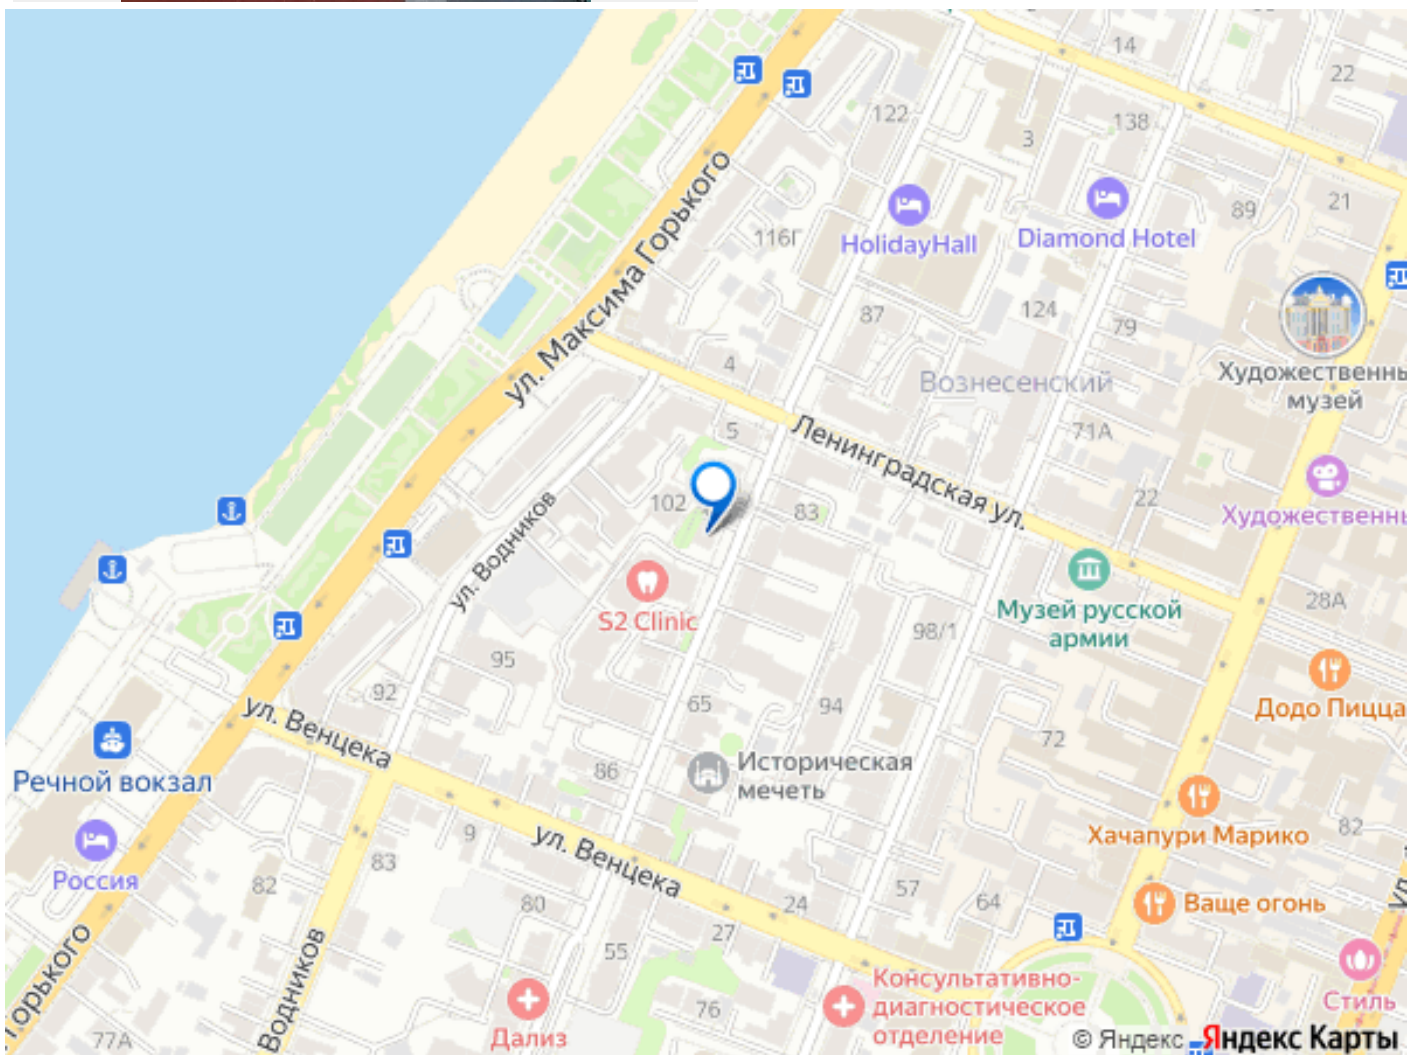 14
22
122
138
3
ул. Максима Горького
HolidayHall
Diamond Hotel
89
21
116Г
87
124
79
Художественны
музей
4
Вознесенский
5
Ленинградская ул.
71А
102
83
22
Художественны
ул. Водников
S2 Clinic
Музей русской
армии
28А
98/1
95
92
65
94
72
Додо Пицца
ул. Венцека
Речной вокзал
86
Историческая
мечеть
Хачапури Марико
82
9
ул. Венцека
83
Россия
82
80
24
57
64
Ваще огонь
27
55
Горького
Водников
77А
Дализ
76
Консультативно-
диагностическое
отделение
Стиль
© Яндекс Яндекс Карты